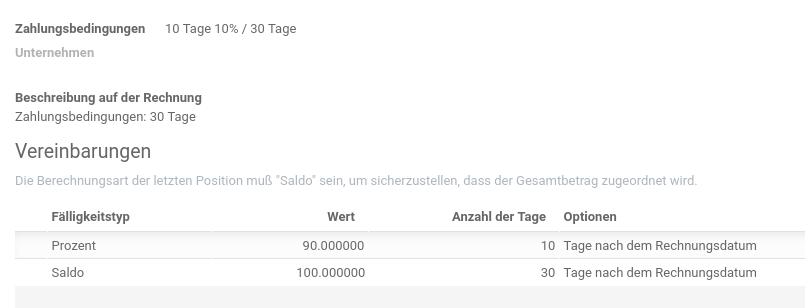 Zahlungsbedingungen 10 Tage 10% / 30 Tage
Unternehmen
Beschreibung auf der Rechnung
Zahlungsbedingungen: 30 Tage
Vereinbarungen
Die Berechnungsart der letzten Position muß "Saldo" sein, um sicherzustellen, dass der Gesamtbetrag zugeordnet wird.
Fälligkeitstyp Wert Anzahl der Tage Optionen
Prozent 90.000000 10 Tage nach dem Rechnungsdatum
Saldo 100.000000 30 Tage nach dem Rechnungsdatum